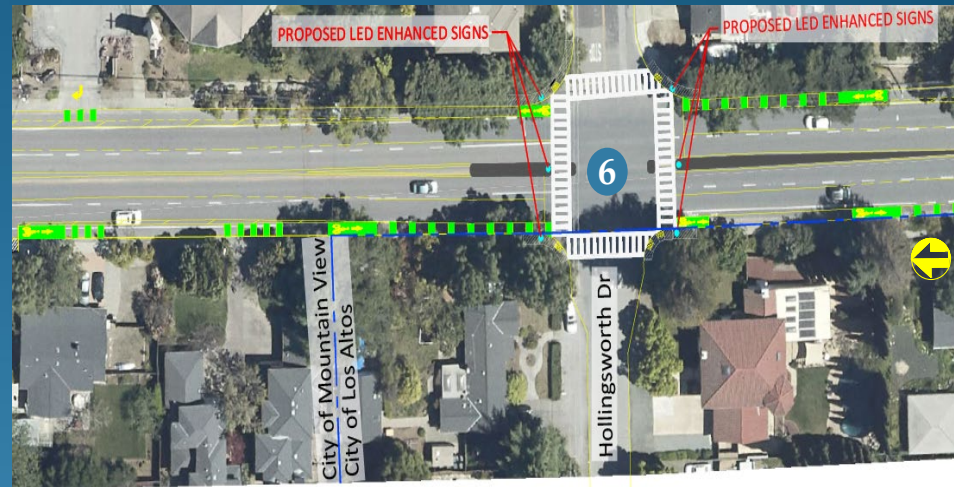 PROPOSED LED ENHANCED SIGNS
PROPOSED LED ENHANCED SIGNS
6
City of Mountain View
City of Los Altos
Hollingsworth Dr